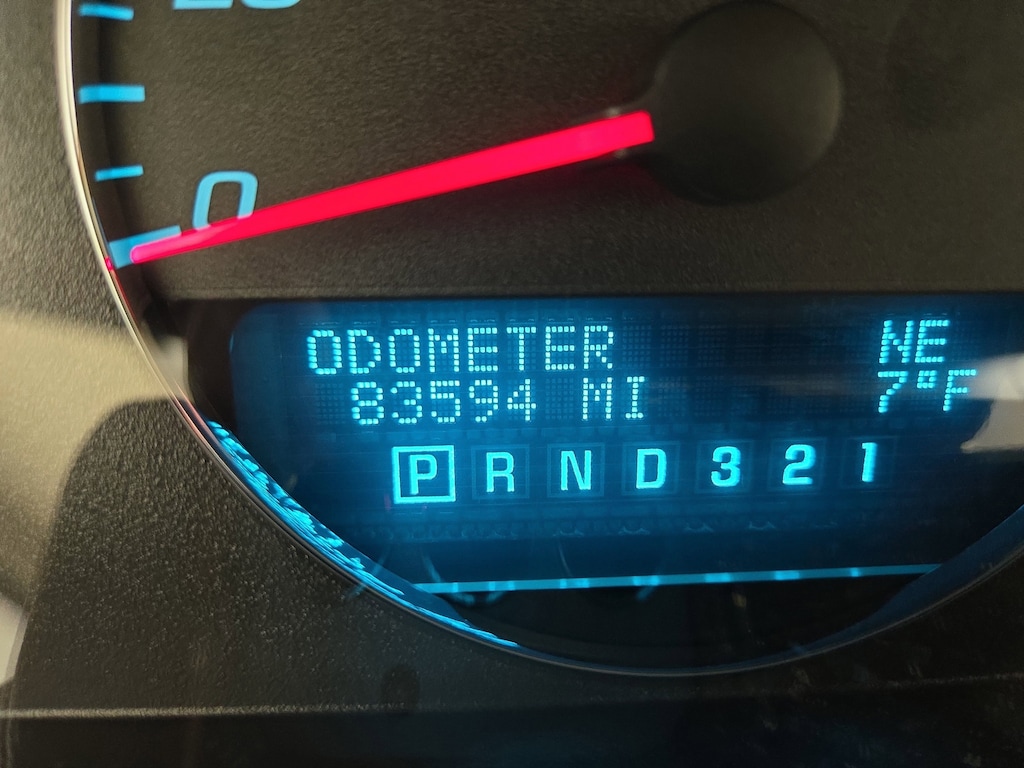 0
ODOMETER NE
83594 MI 7°F
P R N D 3 2 1